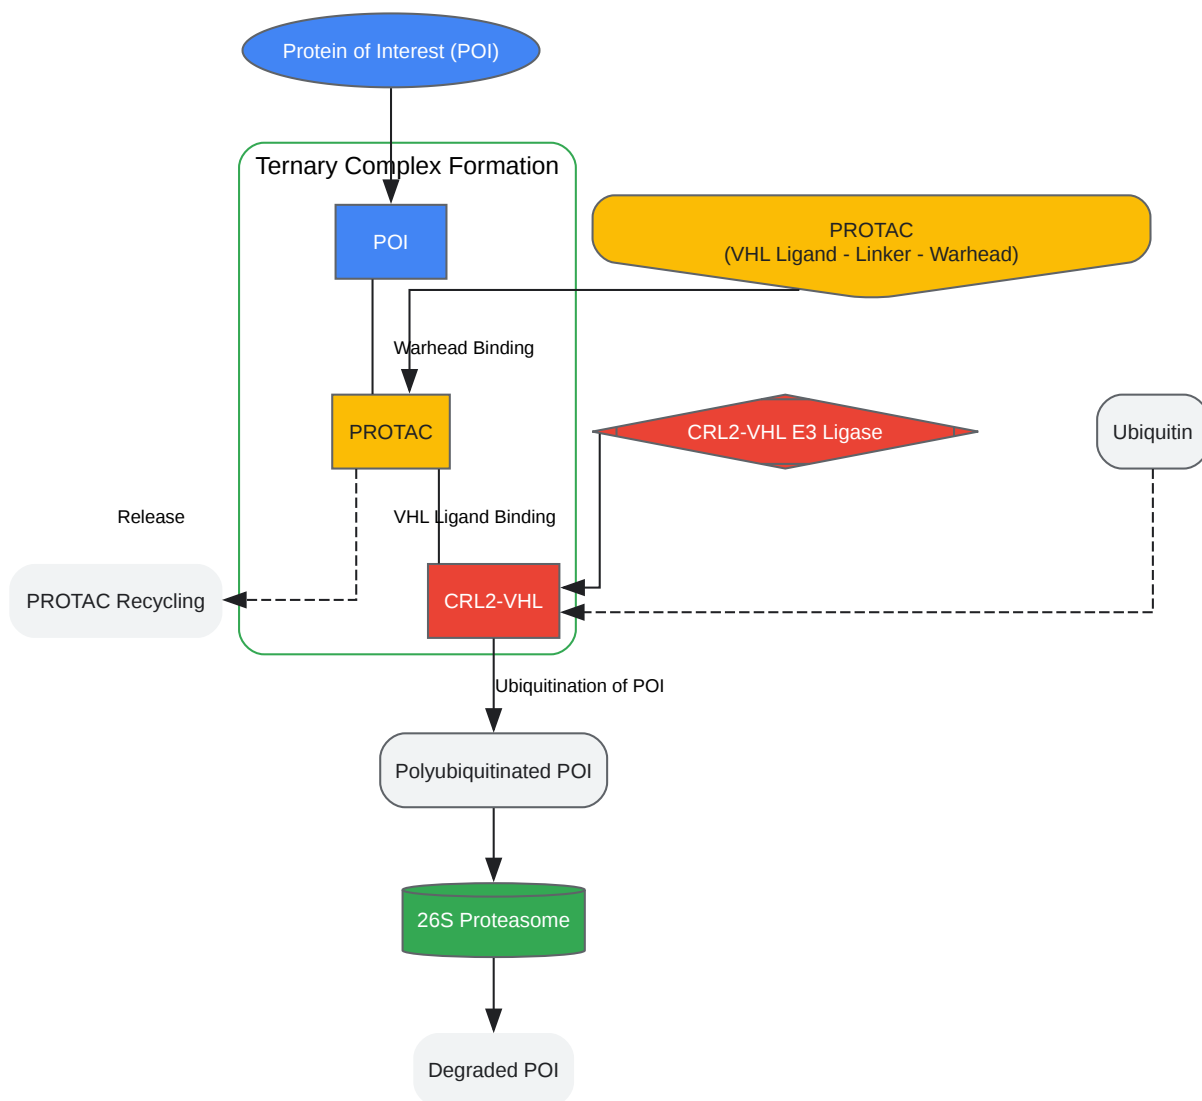 Protein of Interest (POI)
Ternary Complex Formation
POI
PROTAC
(VHL Ligand - Linker - Warhead)
Warhead Binding
PROTAC
CRL2-VHL E3 Ligase
Ubiquitin
Release
VHL Ligand Binding
PROTAC Recycling
CRL2-VHL
Ubiquitination of POI
Polyubiquitinated POI
26S Proteasome
Degraded POI